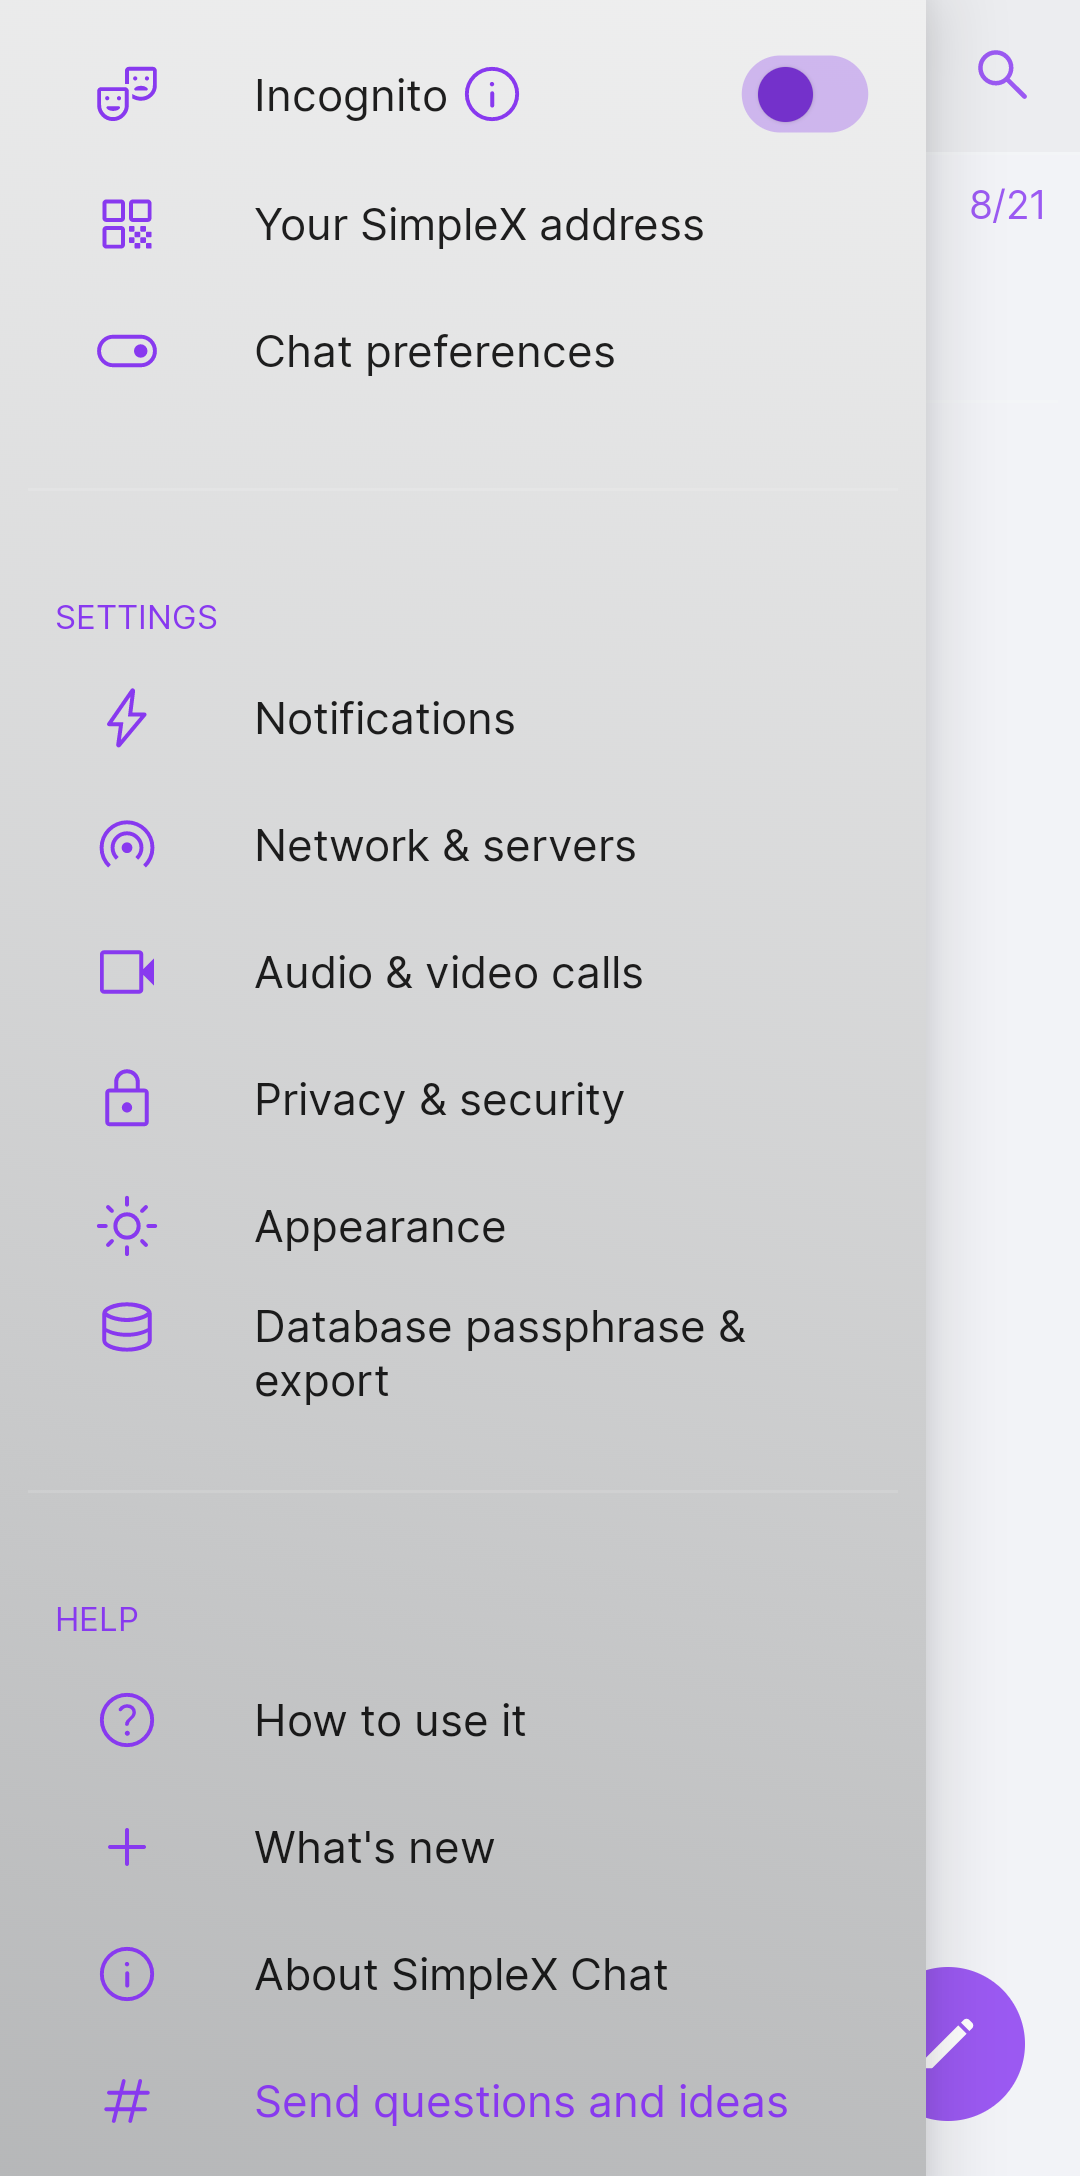 Incognito
8/21
Your SimpleX address
Chat preferences
SETTINGS
Notifications
Network & servers
Audio & video calls
Privacy & security
Appearance
Database passphrase &
export
HELP
How to use it
What's new
About SimpleX Chat
Send questions and ideas